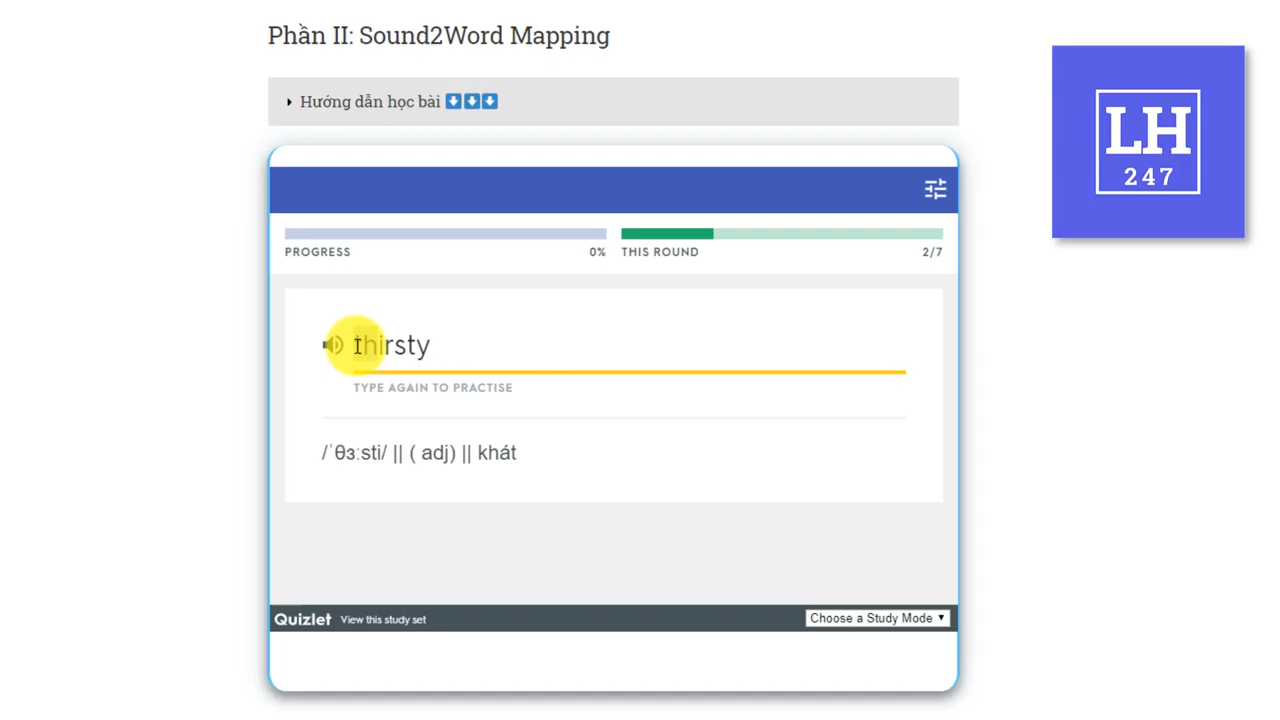 Phần II: Sound2Word Mapping
Hướng dẫn học bài
LH
247
PROGRESS 0% THIS ROUND 2/7
thirsty
TYPE AGAIN TO PRACTISE
/ˈθɜːsti/ || ( adj) || khát
Quizlet View this study set Choose a Study Mode